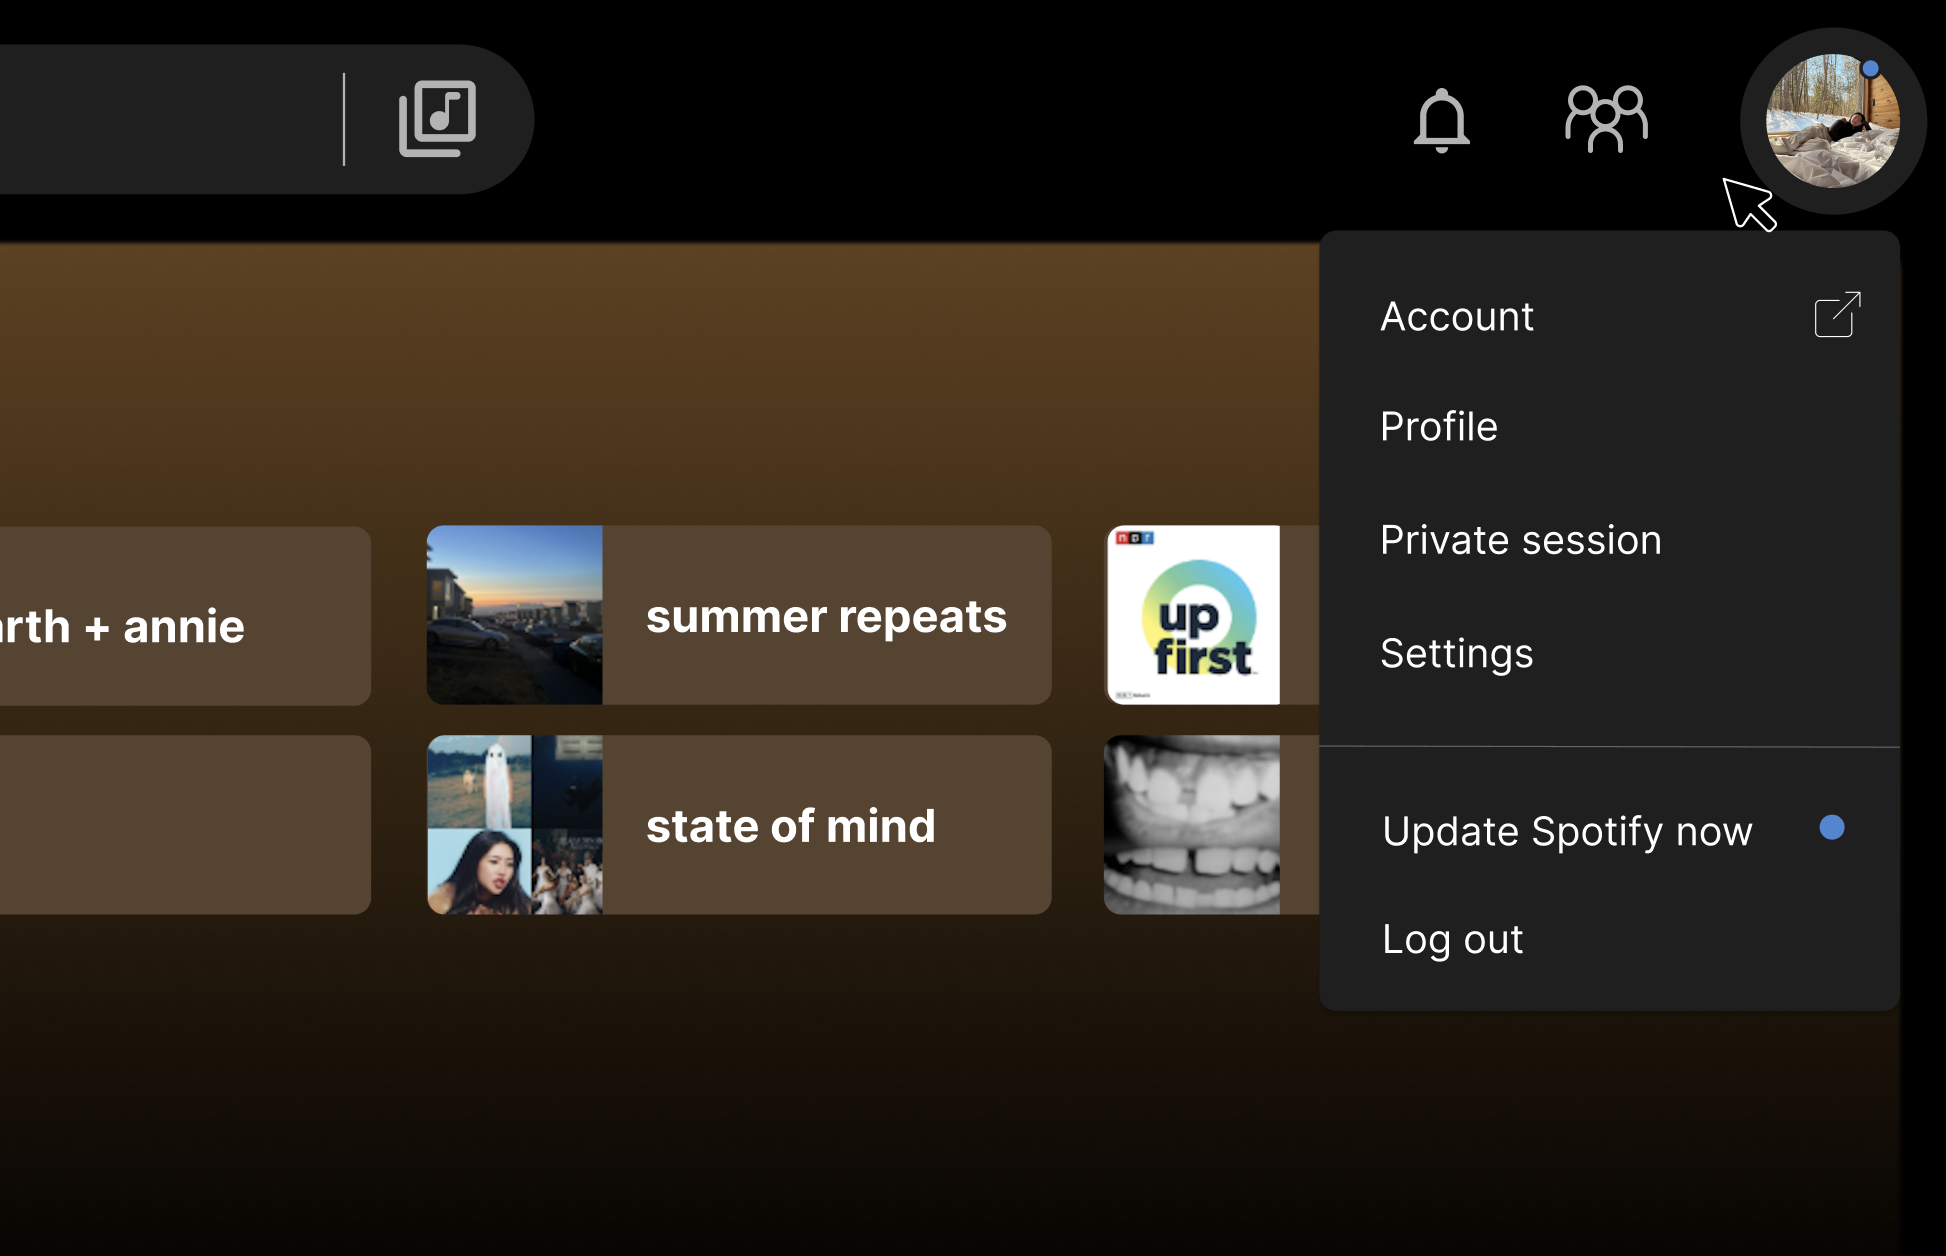 Account
Profile
Private session
Settings
Update Spotify now
Log out
rth + annie
summer repeats
npr
up
first
state of mind